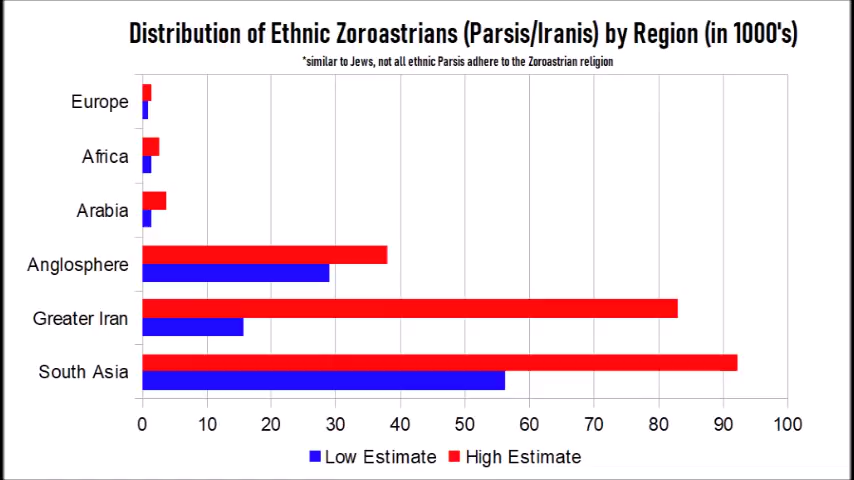 Distribution of Ethnic Zoroastrians (Parsis/Iranis) by Region (in 1000's)
*similar to Jews, not all ethnic Parsis adhere to the Zoroastrian religion
Europe
Africa
Arabia
Anglosphere
Greater Iran
South Asia
0 10 20 30 40 50 60 70 80 90 100
Low Estimate High Estimate